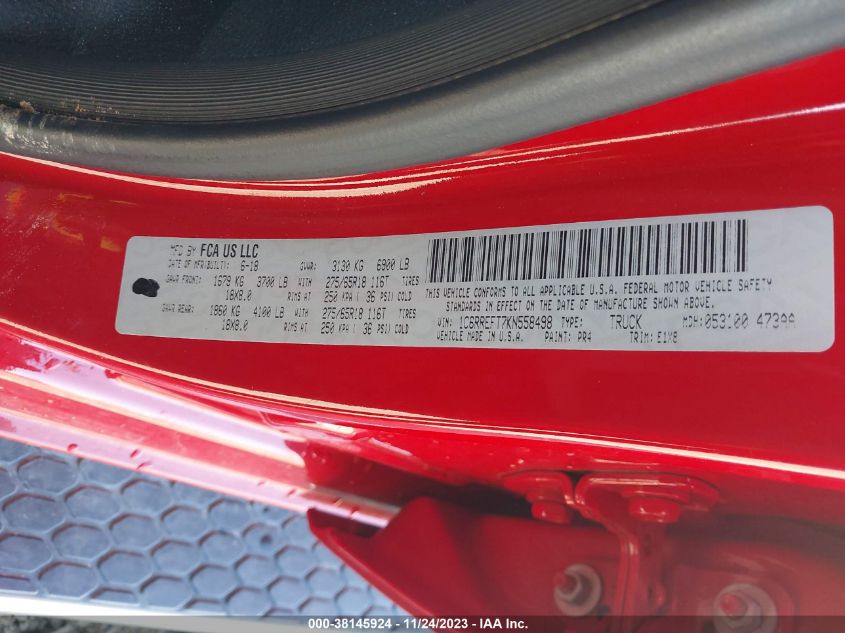 MFD BY FCA US LLC
DATE OF MFR(BUILT): 6-18 GVWR: 3130 KG 6900 LB
GAWR FRONT: 1679 KG 3700 LB WITH 275/65R18 116T TIRES
18X8.0 RIMS AT 250 KPA ( 36 PSI) COLD
GAWR REAR: 1860 KG 4100 LB WITH 275/65R18 116T TIRES
18X8.0 RIMS AT 250 KPA ( 36 PSI) COLD
THIS VEHICLE CONFORMS TO ALL APPLICABLE U.S.A. FEDERAL MOTOR VEHICLE SAFETY
STANDARDS IN EFFECT ON THE DATE OF MANUFACTURE SHOWN ABOVE.
VIN: 1C6RREFT7KN558498 TYPE: TRUCK MDH: 053100 473AA
VEHICLE MADE IN U.S.A. PAINT: PR4 TRIM: E1X8
000-38145924 - 11/24/2023 - IAA Inc.